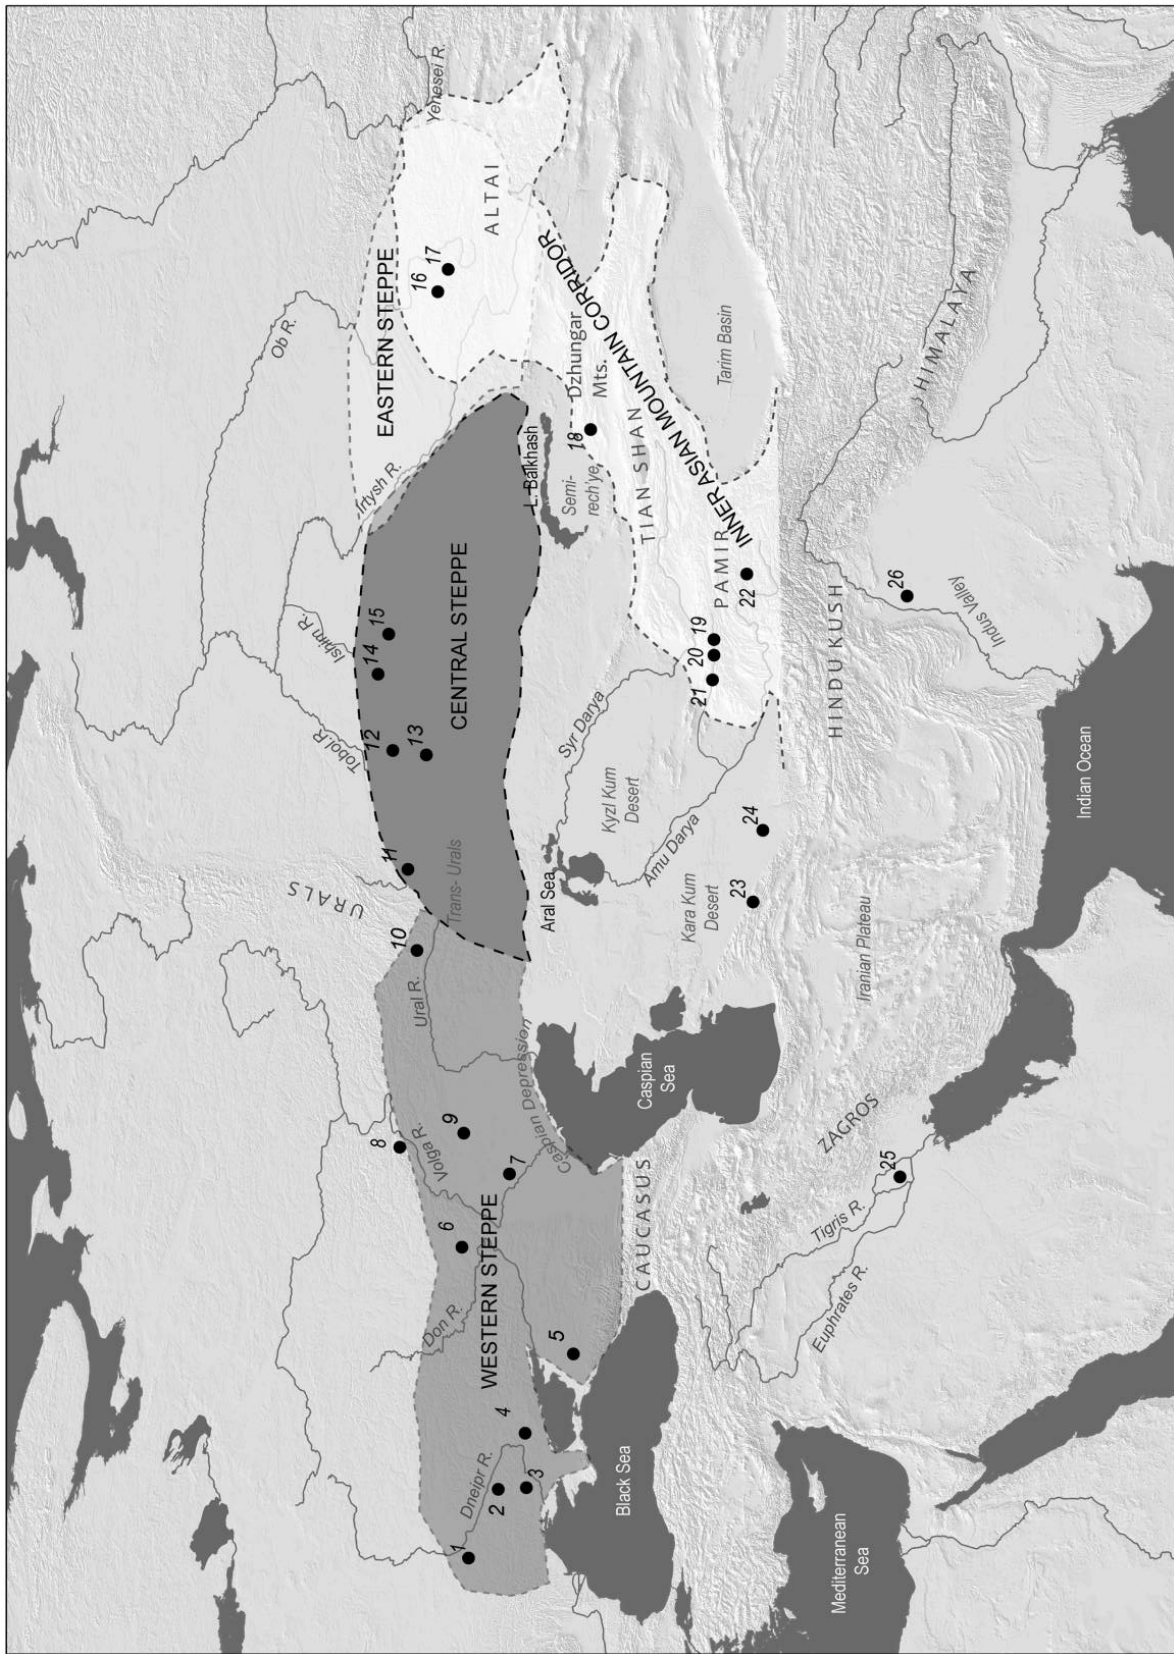 Yenesei R.
Ob R.
EASTERN STEPPE
ALTAI
16
17
Irtysh R.
Ishim R.
Tobol R.
14
15
12
13
CENTRAL STEPPE
11
URALS
Trans- Urals
10
Ural R.
8
Volga R.
9
7
Caspian Depression
6
WESTERN STEPPE
Don R.
5
4
Dneipr R.
2
3
1
L. Balkhash
Semi-
rech'ye
18
Dzhungar
Mts.
INNER ASIAN MOUNTAIN CORRIDOR
TIAN SHAN
Tarim Basin
PAMIR
19
20
21
22
Syr Darya
Kyzl Kum
Desert
Amu Darya
Aral Sea
Kara Kum
Desert
23
24
Caspian
Sea
CAUCASUS
Black Sea
HINDU KUSH
HIMALAYA
26
Indus Valley
Indian Ocean
Iranian Plateau
ZAGROS
25
Tigris R.
Euphrates R.
Mediterranean
Sea